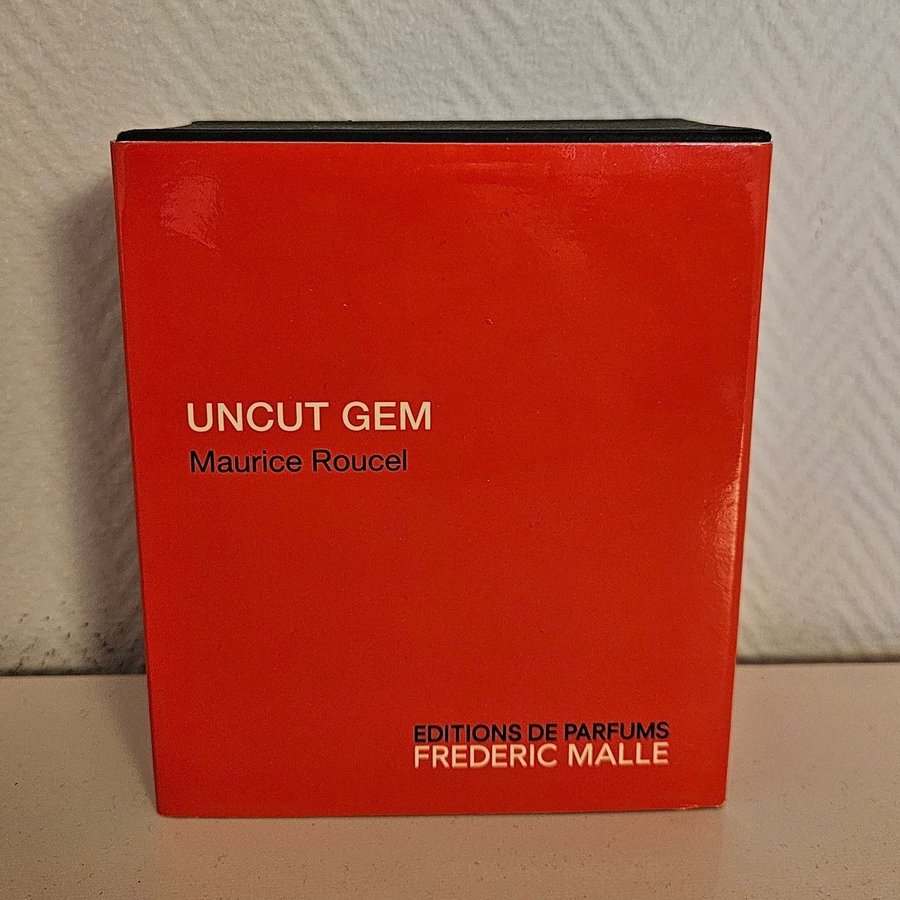 UNCUT GEM
Maurice Roucel
EDITIONS DE PARFUMS
FREDERIC MALLE